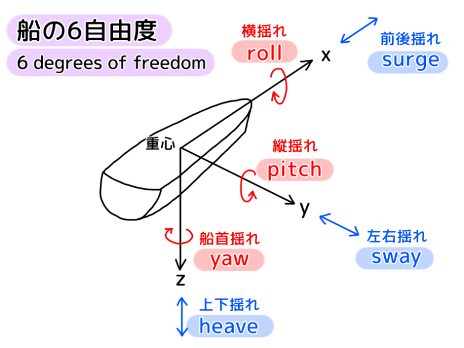 船の6自由度
6 degrees of freedom
横揺れ
roll
x
前後揺れ
surge
重心
縦揺れ
pitch
y
左右揺れ
sway
船首揺れ
yaw
z
上下揺れ
heave